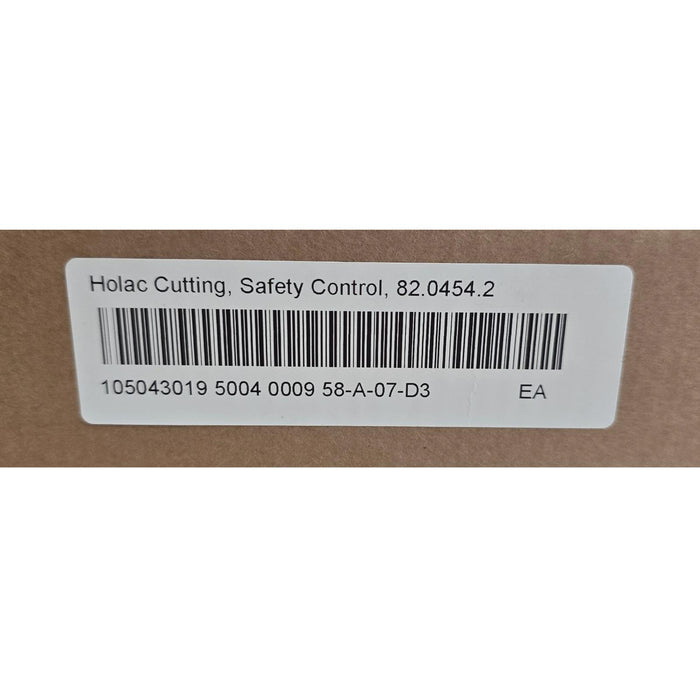 Holac Cutting, Safety Control, 82.0454.2
105043019 5004 0009 58-A-07-D3 EA